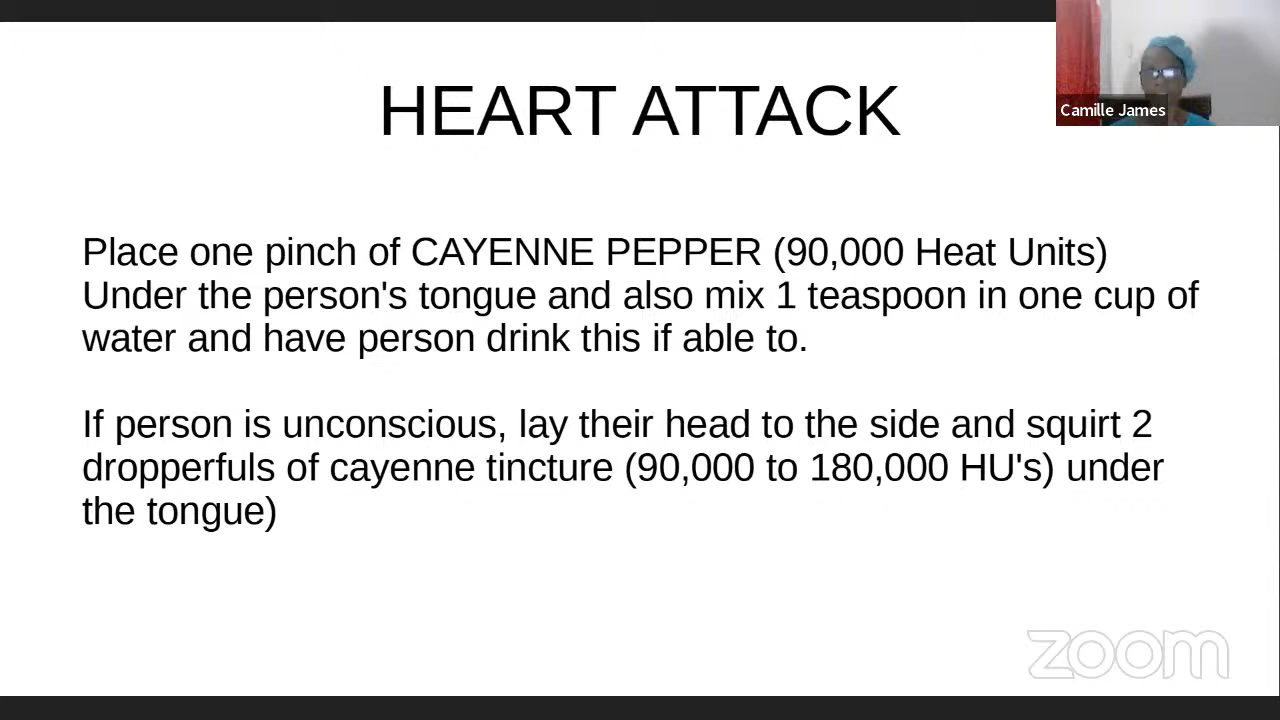 HEART ATTACK
Camille James
Place one pinch of CAYENNE PEPPER (90,000 Heat Units)
Under the person's tongue and also mix 1 teaspoon in one cup of
water and have person drink this if able to.
If person is unconscious, lay their head to the side and squirt 2
dropperfuls of cayenne tincture (90,000 to 180,000 HU's) under
the tongue)
zoom